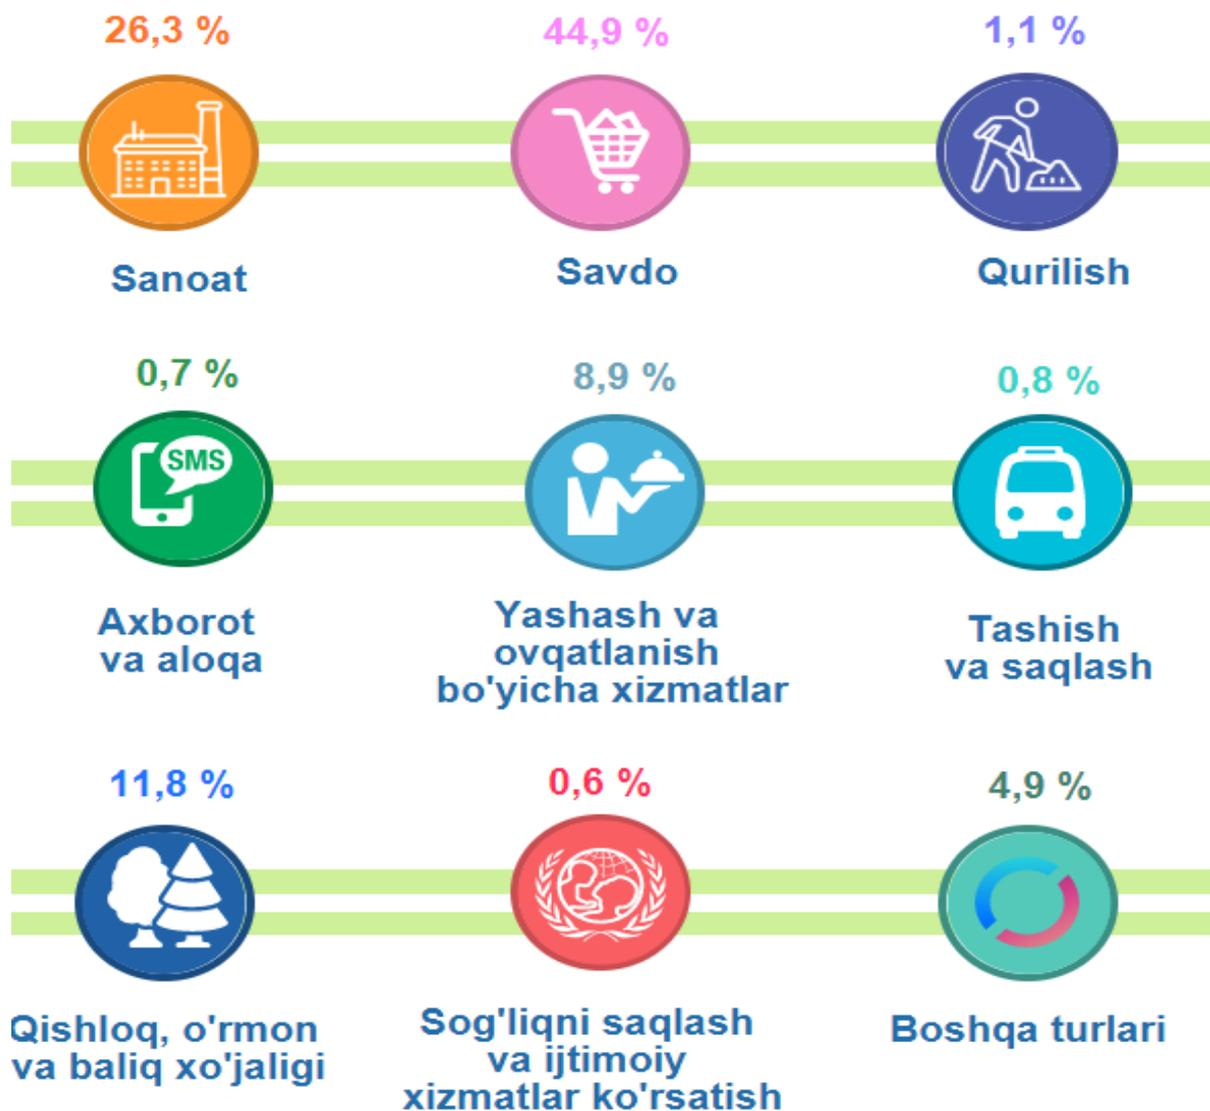 26,3 %
44,9 %
1,1 %
Sanoat
Savdo
Qurilish
0,7 %
8,9 %
0,8 %
SMS
Axborot
va aloqa
Yashash va
ovqatlanish
bo'yicha xizmatlar
Tashish
va saqlash
11,8 %
0,6 %
4,9 %
Qishloq, o'rmon
va baliq xo'jaligi
Sog'liqni saqlash
va ijtimoiy
xizmatlar ko'rsatish
Boshqa turlari